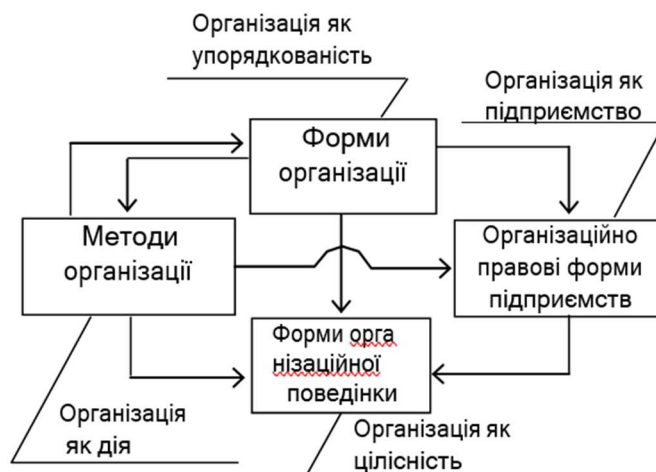 Організація як
упорядкованість
Організація як
підприємство
Форми
організації
Методи
організації
Організаційно
правові форми
підприємств
Форми орга
нізаційної
поведінки
Організація
як дія
Організація як
цілісність